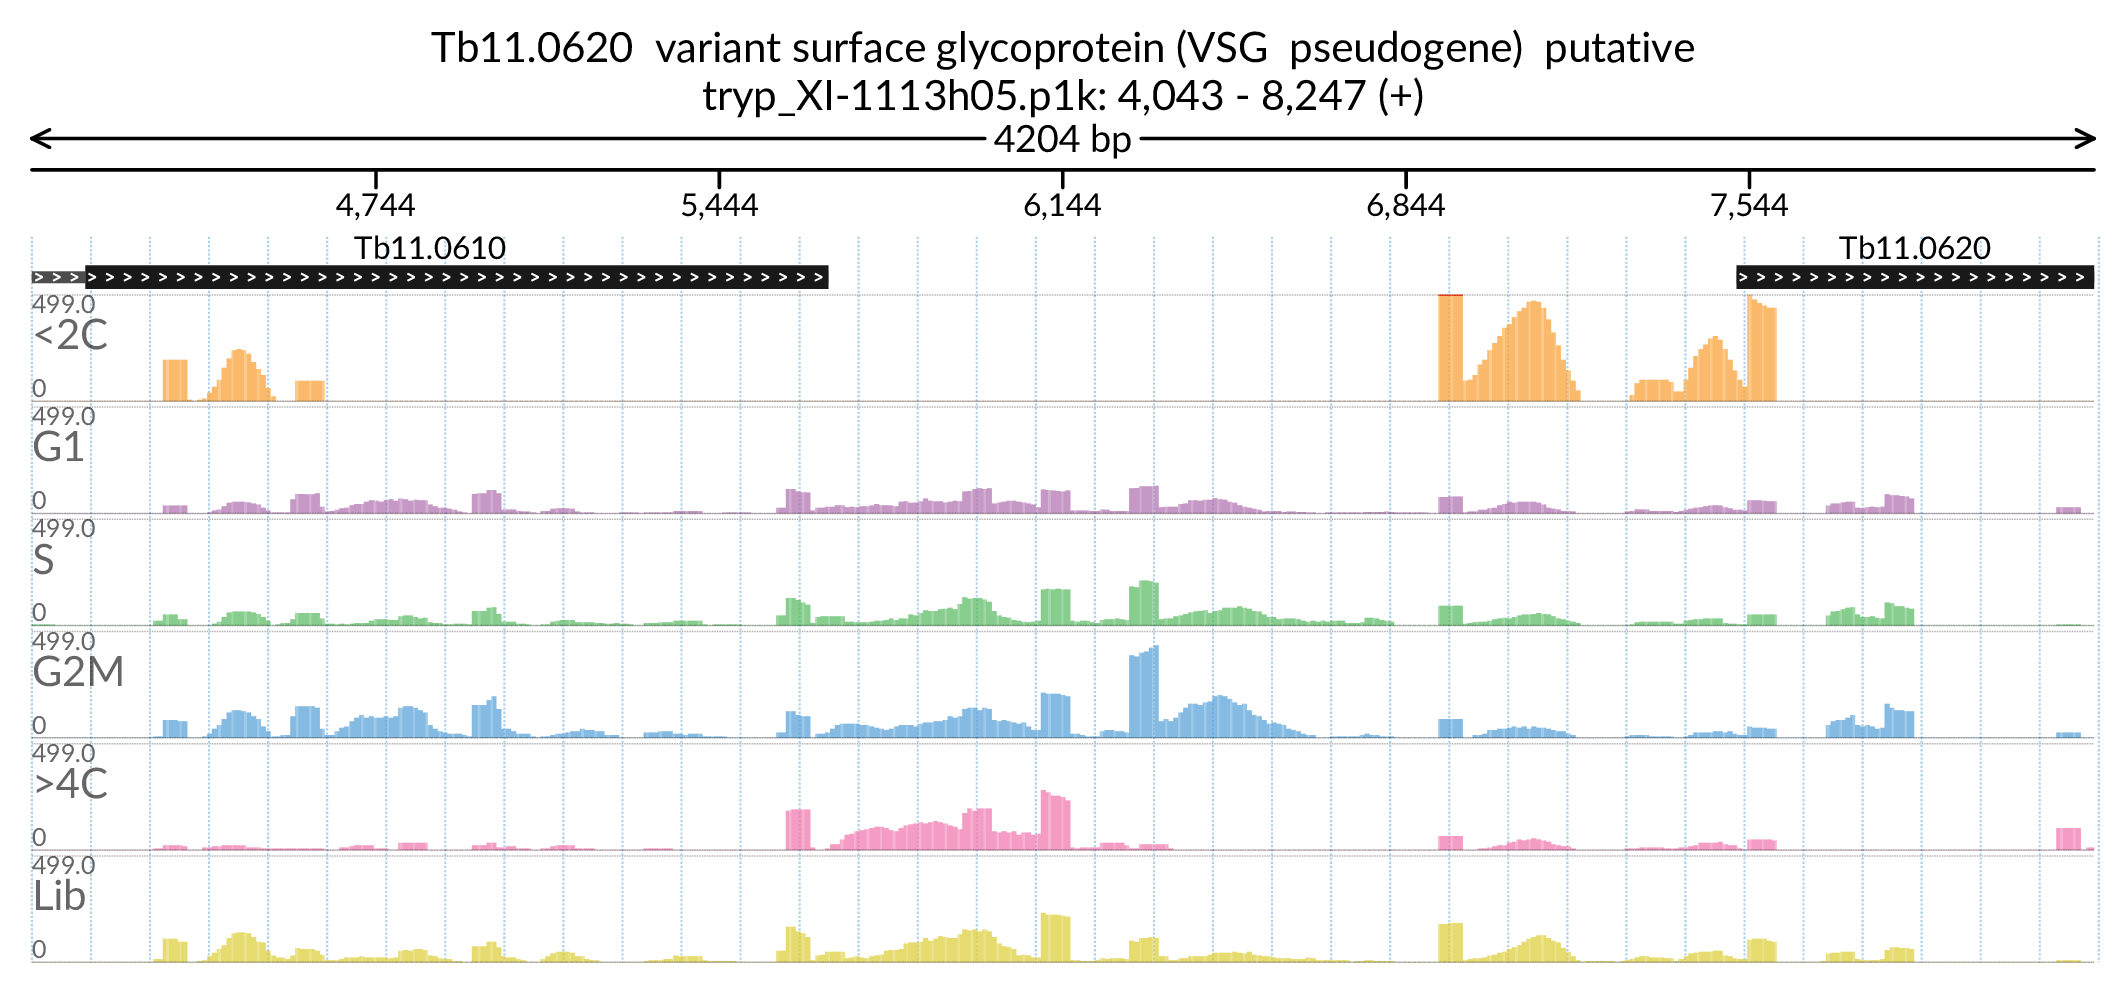 Tb11.0620  variant surface glycoprotein (VSG  pseudogene)  putative
tryp_XI-1113h05.p1k: 4,043 - 8,247 (+)
4204 bp
4,744 5,444 6,144 6,844 7,544
Tb11.0610 Tb11.0620
499.0
<2C
0
499.0
G1
0
499.0
S
0
499.0
G2M
0
499.0
>4C
0
499.0
Lib
0